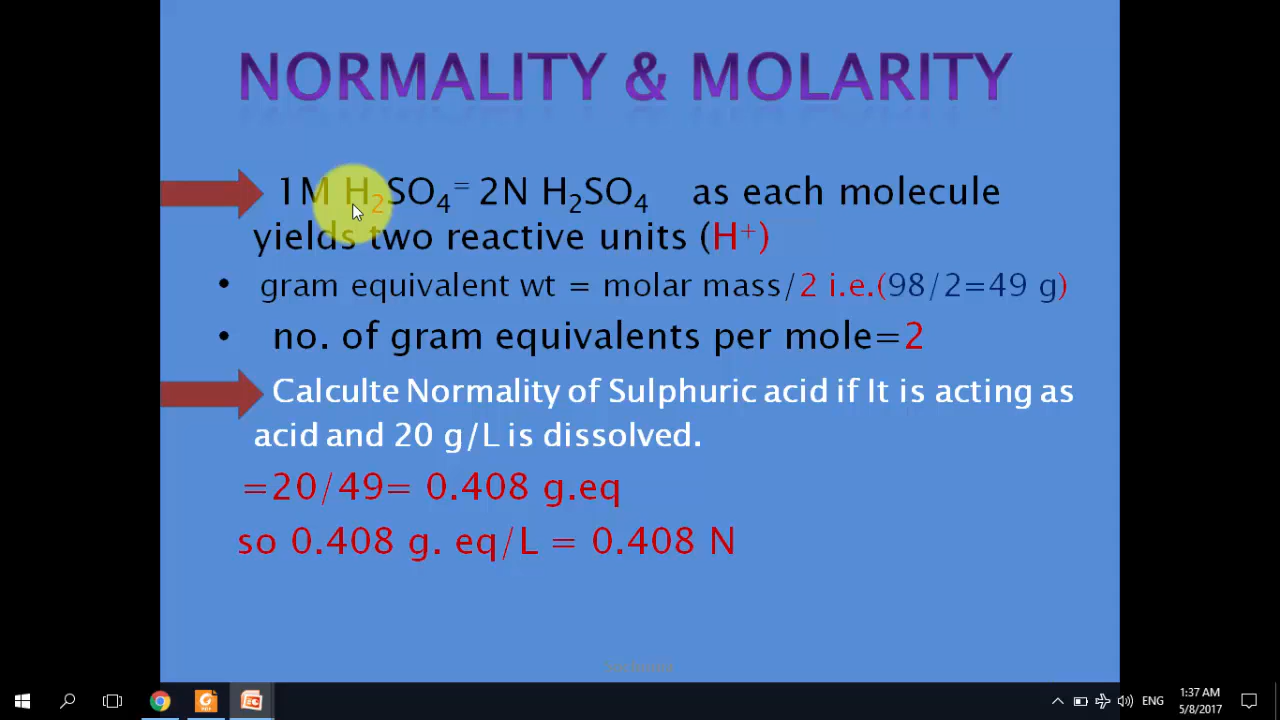 NORMALITY & MOLARITY
1M H₂SO₄⁼ 2N H₂SO₄ as each molecule
yields two reactive units (H⁺)
• gram equivalent wt = molar mass/2 i.e.(98/2=49 g)
• no. of gram equivalents per mole=2
Calculte Normality of Sulphuric acid if It is acting as
acid and 20 g/L is dissolved.
=20/49= 0.408 g.eq
so 0.408 g. eq/L = 0.408 N
ENG
1:37 AM
5/8/2017